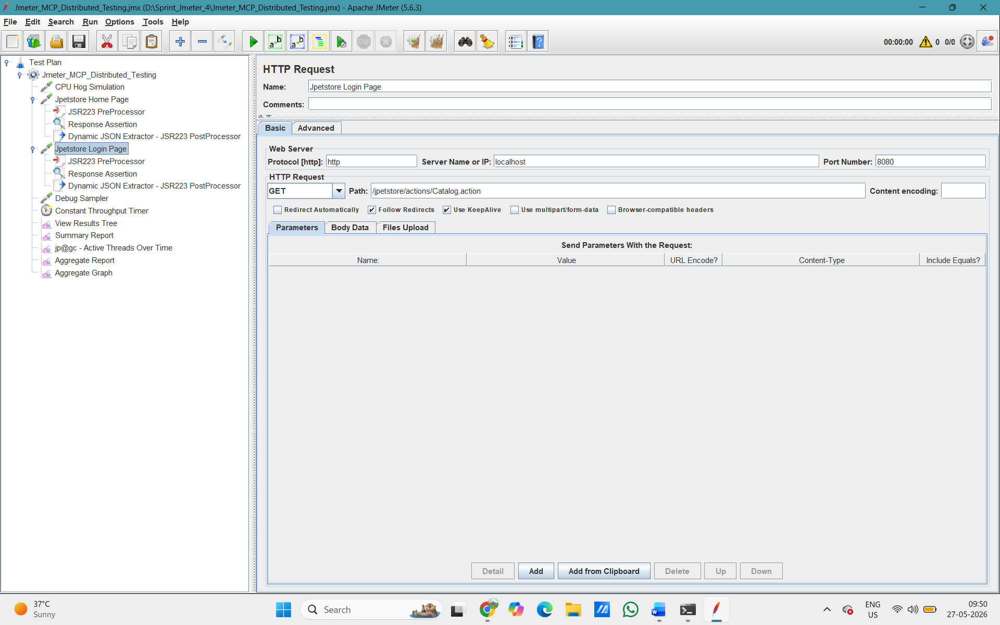 Jmeter_MCP_Distributed_Testing.jmx (D:\Sprint_Jmeter_4\Jmeter_MCP_Distributed_Testing.jmx) - Apache JMeter (5.6.3)
File Edit Search Run Options Tools Help
00:00:00 0 0/0
Test Plan
Jmeter_MCP_Distributed_Testing
CPU Hog Simulation
Jpetstore Home Page
JSR223 PreProcessor
Response Assertion
Dynamic JSON Extractor - JSR223 PostProcessor
Jpetstore Login Page
JSR223 PreProcessor
Response Assertion
Dynamic JSON Extractor - JSR223 PostProcessor
Debug Sampler
Constant Throughput Timer
View Results Tree
Summary Report
jp@gc - Active Threads Over Time
Aggregate Report
Aggregate Graph
HTTP Request
Name: Jpetstore Login Page
Comments:
Basic Advanced
Web Server
Protocol [http]: http Server Name or IP: localhost Port Number: 8080
HTTP Request
GET Path: /jpetstore/actions/Catalog.action Content encoding:
Redirect Automatically Follow Redirects Use KeepAlive Use multipart/form-data Browser-compatible headers
Parameters Body Data Files Upload
Send Parameters With the Request:
Name: Value URL Encode? Content-Type Include Equals?
Detail Add Add from Clipboard Delete Up Down
37°C
Sunny
Search
ENG
US
09:50
27-05-2026